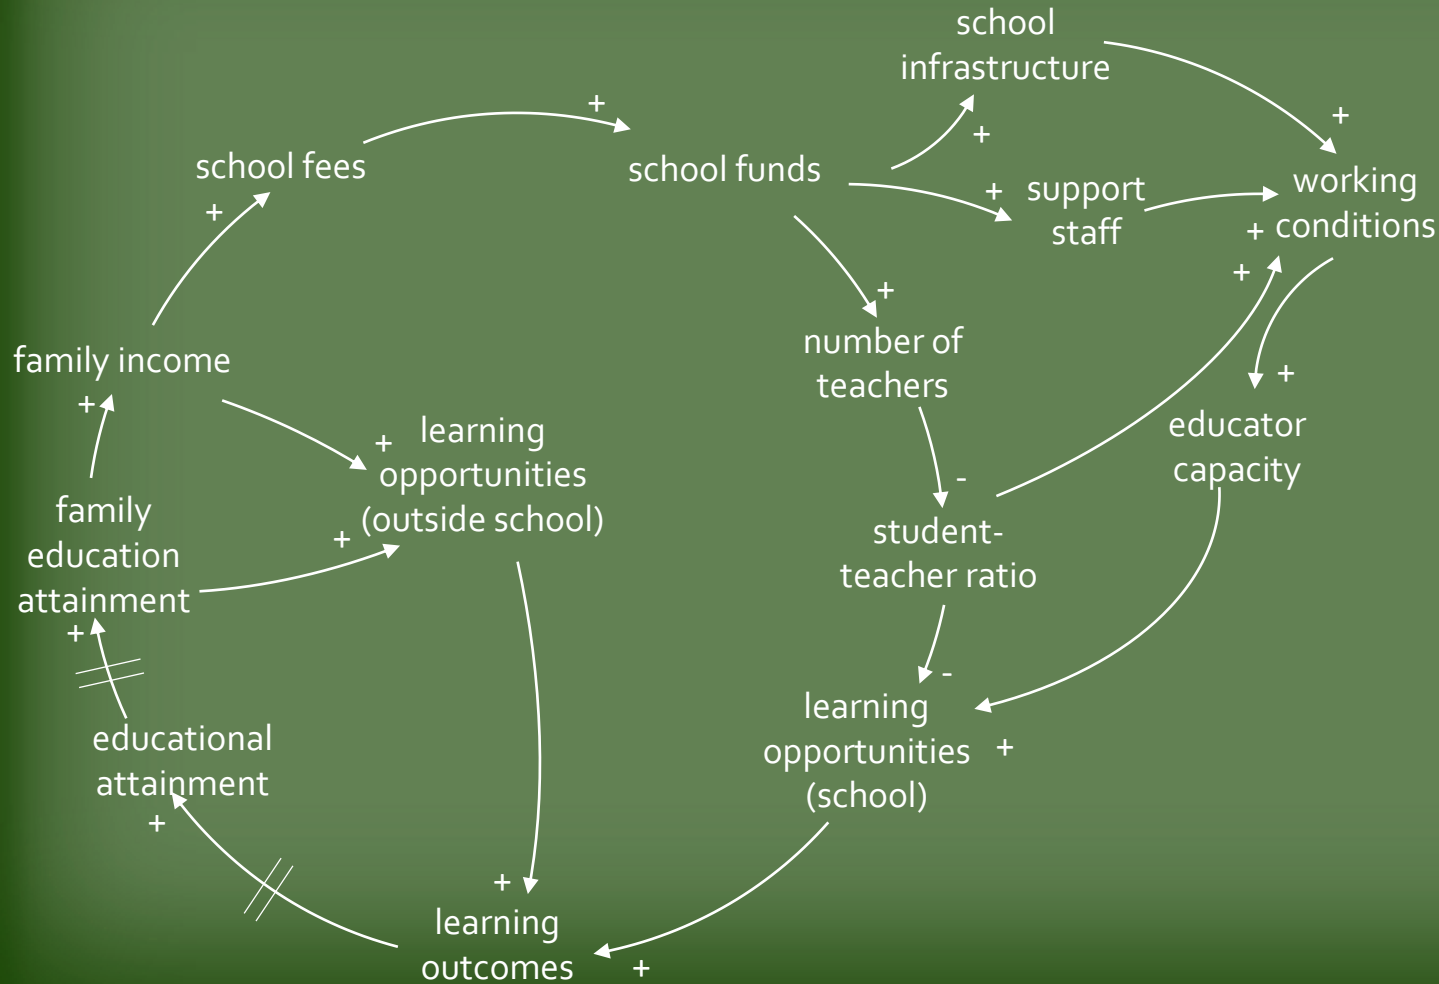 school
infrastructure
+
+
+
school fees
school funds
+
+
support
staff
working
conditions
+
+
+
number of
teachers
family income
+
+
+
learning
opportunities
(outside school)
educator
capacity
-
family
education
attainment
+
student-
teacher ratio
+
-
learning
opportunities
(school)
+
educational
attainment
+
+
learning
outcomes
+